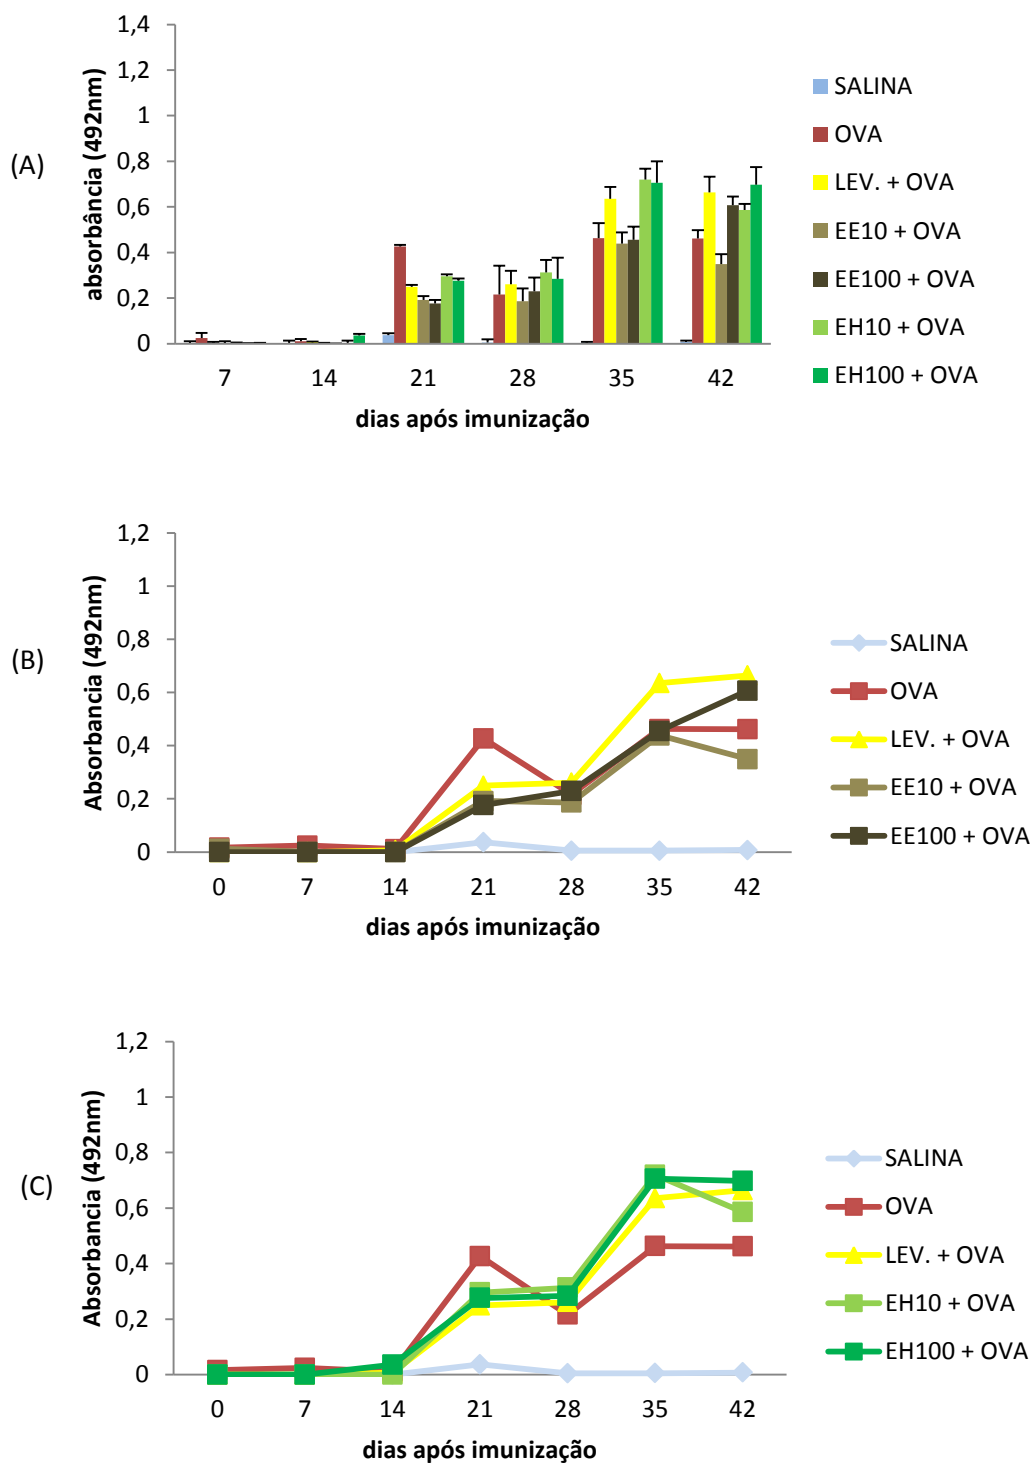 (A)
absorbância (492nm)
1,4
1,2
1
0,8
0,6
0,4
0,2
0
7 14 21 28 35 42
dias após imunização
SALINA
OVA
LEV. + OVA
EE10 + OVA
EE100 + OVA
EH10 + OVA
EH100 + OVA
(B)
Absorbancia (492nm)
1,2
1
0,8
0,6
0,4
0,2
0
0 7 14 21 28 35 42
dias após imunização
SALINA
OVA
LEV. + OVA
EE10 + OVA
EE100 + OVA
(C)
Absorbancia (492nm)
1,2
1
0,8
0,6
0,4
0,2
0
0 7 14 21 28 35 42
dias após imunização
SALINA
OVA
LEV. + OVA
EH10 + OVA
EH100 + OVA